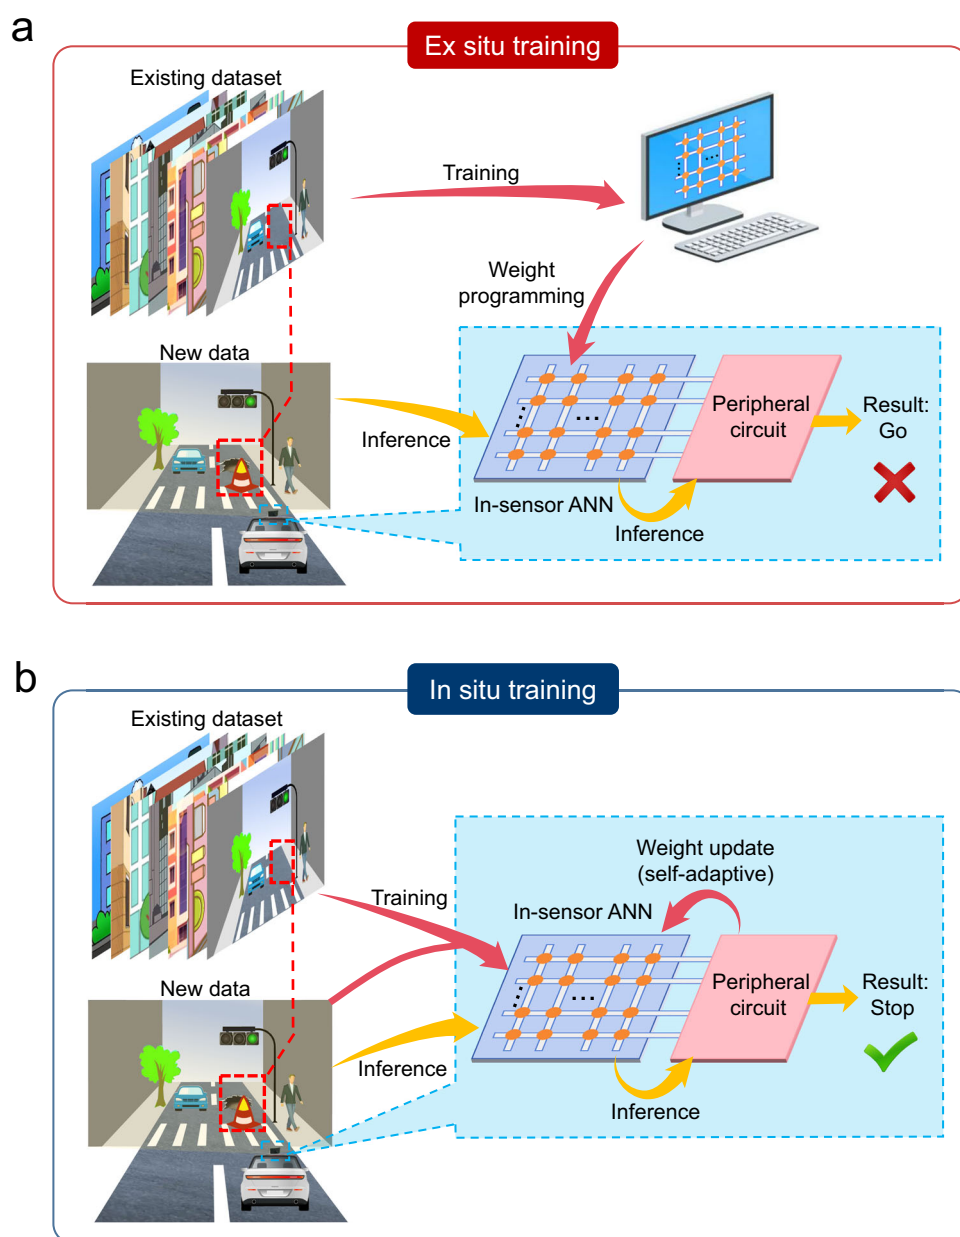 a
Ex situ training
Existing dataset
Training
Weight
programming
New data
Inference
In-sensor ANN
Inference
Peripheral
circuit
Result:
Go
b
In situ training
Existing dataset
Training
Weight update
(self-adaptive)
In-sensor ANN
New data
Inference
Inference
Peripheral
circuit
Result:
Stop